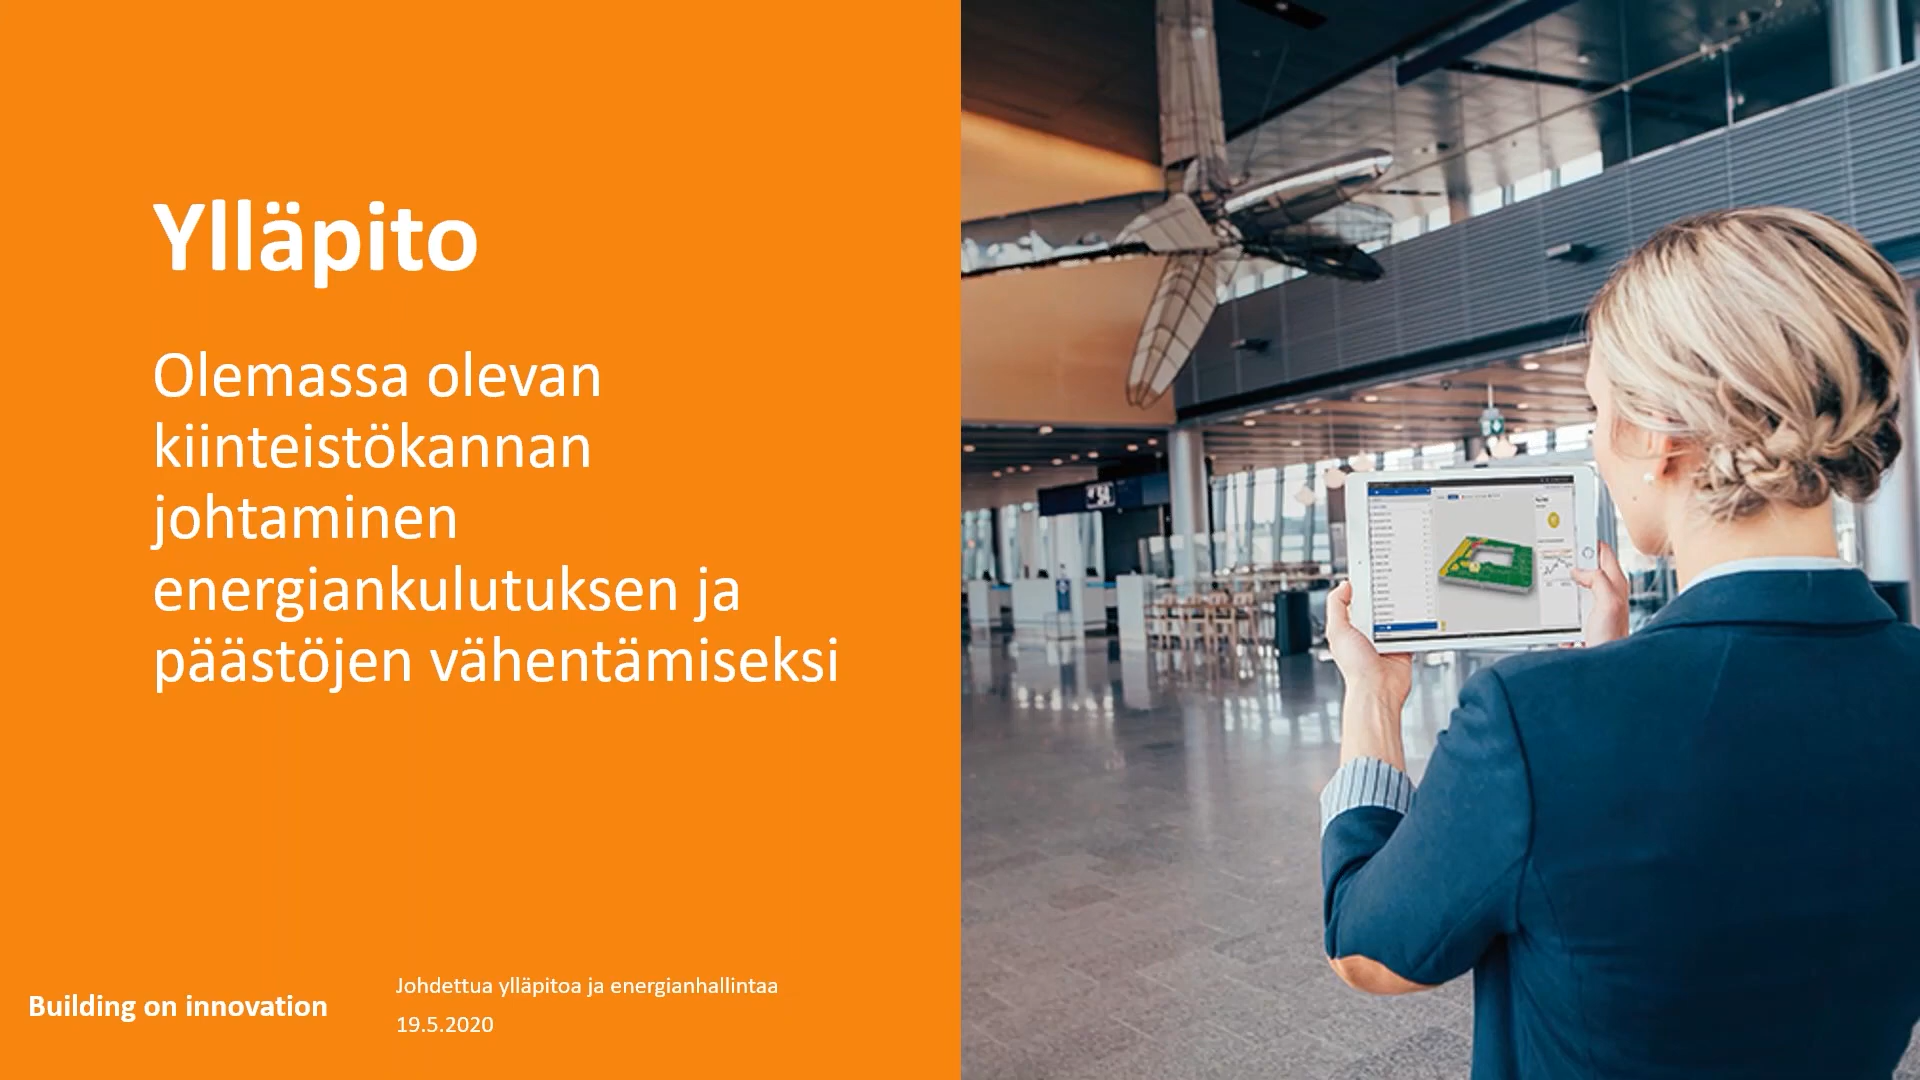 Ylläpito
Olemassa olevan
kiinteistökannan
johtaminen
energiankulutuksen ja
päästöjen vähentämiseksi
Building on innovation
Johdettua ylläpitoa ja energianhallintaa
19.5.2020